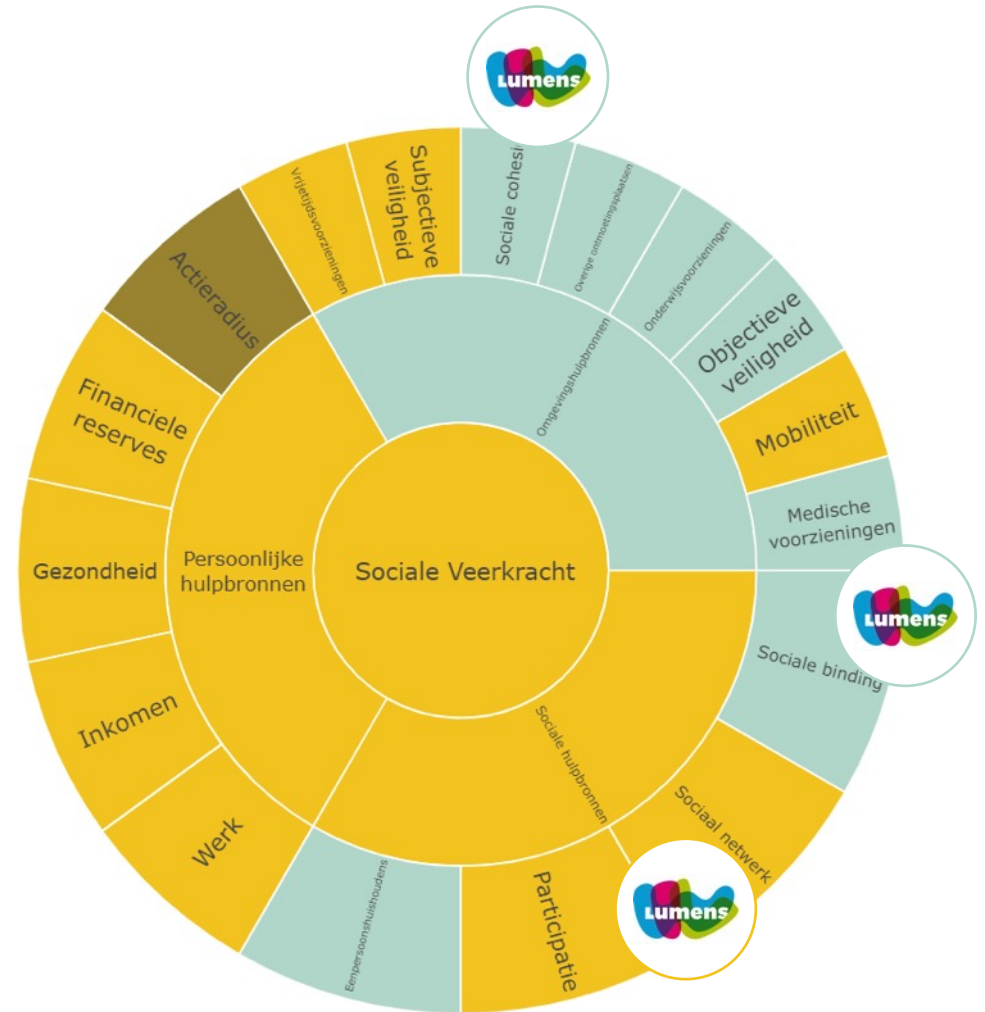 Lumens
Subjectieve
veiligheid
Sociale cohesi
Overige ontmoetingsplaatsen
Onderwijsvoorzieningen
Objectieve
veiligheid
Mobiliteit
Medische
voorzieningen
Lumens
Sociale binding
Sociaal netwerk
Lumens
Participatie
Eenpersoonshuishoudens
Werk
Inkomen
Gezondheid
Financiele
reserves
Actieradius
Vrijetijdsvoorzieningen
Omgevingshulpbronnen
Sociale hulpbronnen
Persoonlijke
hulpbronnen
Sociale Veerkracht